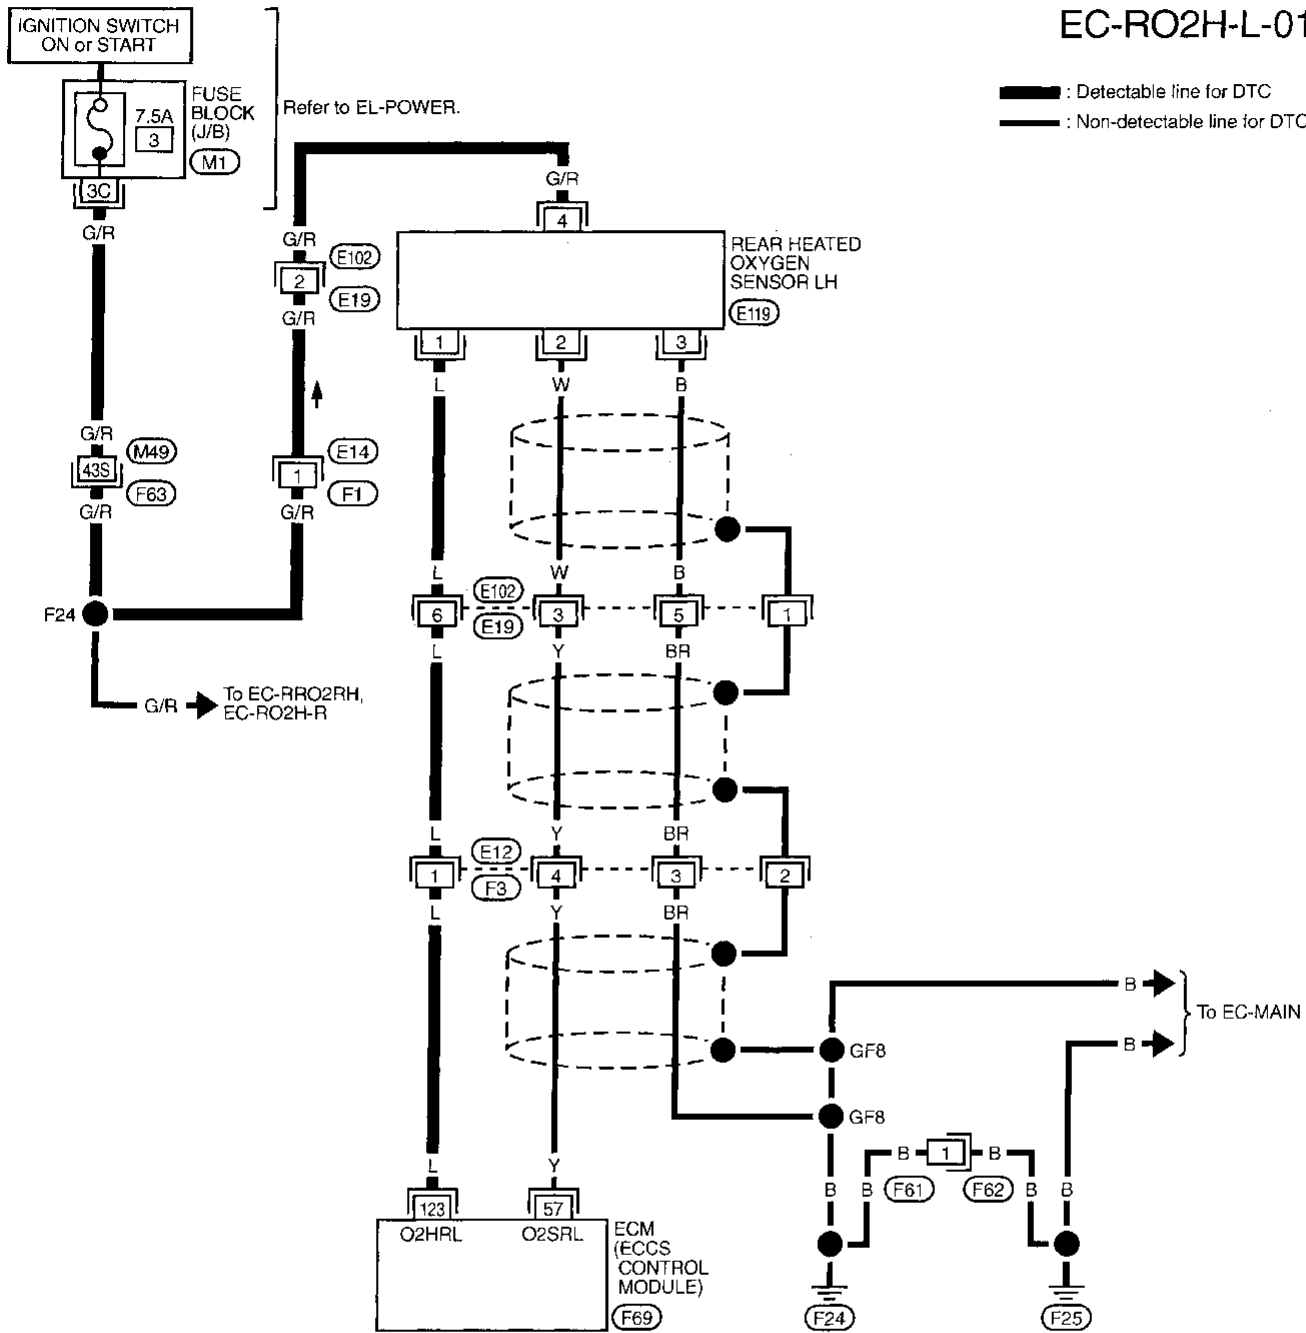 EC-RO2H-L-01
IGNITION SWITCH
ON or START
FUSE
BLOCK
(J/B)
7.5A
3
M1
Refer to EL-POWER.
: Detectable line for DTC
: Non-detectable line for DTC
3C
G/R
G/R
4
G/R
E102
2
E19
G/R
REAR HEATED
OXYGEN
SENSOR LH
E119
1
2
3
L
W
B
G/R
M49
43S
F63
G/R
E14
1
F1
G/R
L
W
B
F24
6
E102
E19
3
5
1
L
Y
BR
G/R
To EC-RRO2RH,
EC-RO2H-R
L
Y
BR
1
E12
F3
4
3
2
L
Y
BR
B
To EC-MAIN
B
GF8
GF8
L
Y
B
B
B
1
B
F61
F62
B
B
123
57
O2HRL
O2SRL
ECM
(ECCS
CONTROL
MODULE)
F69
F24
F25